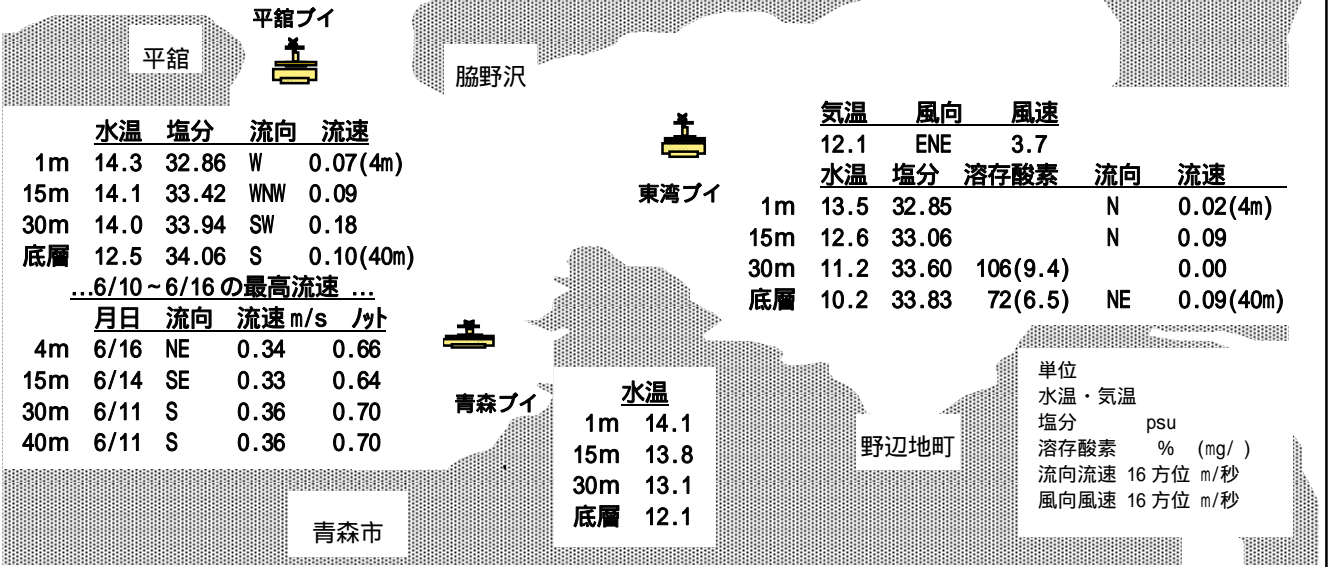 平舘ブイ
平舘
脇野沢
水温 塩分 流向 流速
1m 14.3 32.86 W 0.07(4m)
15m 14.1 33.42 WNW 0.09
30m 14.0 33.94 SW 0.18
底層 12.5 34.06 S 0.10(40m)
…6/10~6/16の最高流速 …
月日 流向 流速m/s ノット
4m 6/16 NE 0.34 0.66
15m 6/14 SE 0.33 0.64
30m 6/11 S 0.36 0.70
40m 6/11 S 0.36 0.70
東湾ブイ
気温 風向 風速
12.1 ENE 3.7
水温 塩分 溶存酸素 流向 流速
1m 13.5 32.85 N 0.02(4m)
15m 12.6 33.06 N 0.09
30m 11.2 33.60 106(9.4) 0.00
底層 10.2 33.83 72(6.5) NE 0.09(40m)
青森ブイ
水温
1m 14.1
15m 13.8
30m 13.1
底層 12.1
野辺地町
青森市
単位
水温・気温
塩分 psu
溶存酸素 % (mg/ )
流向流速 16方位 m/秒
風向風速 16方位 m/秒